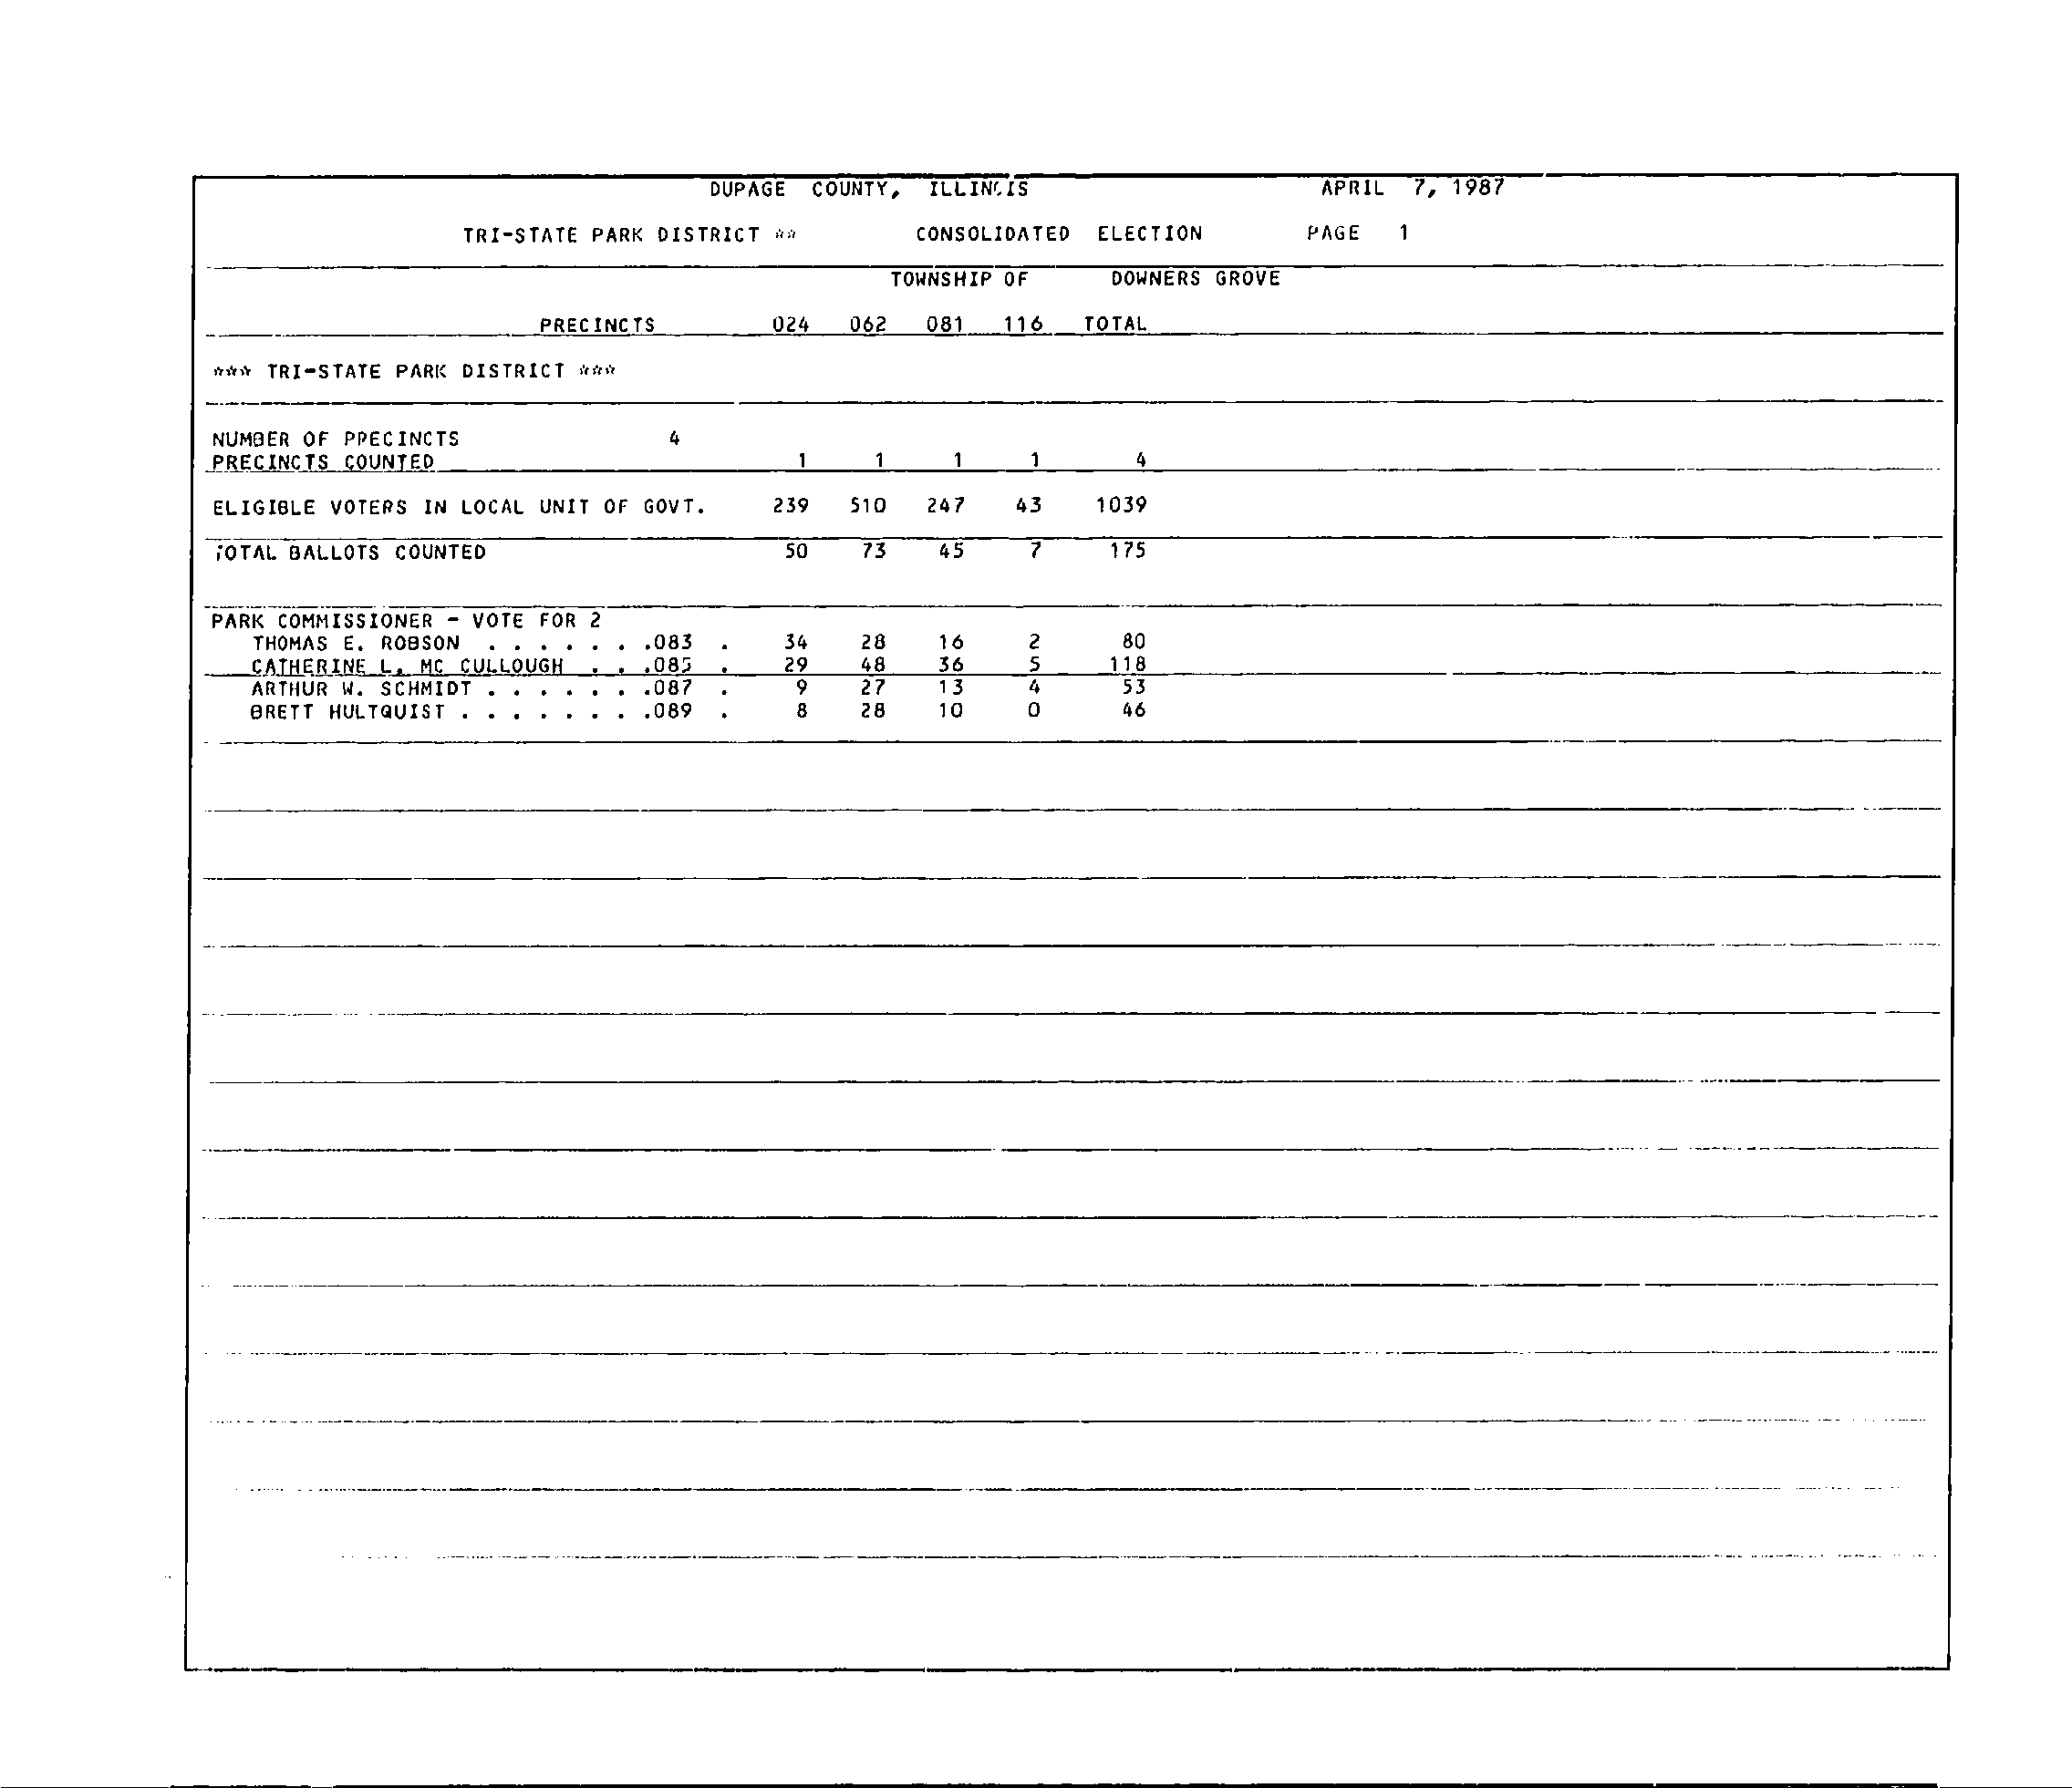 DUPAGE COUNTY, ILLINOIS APRIL 7, 1987
TRI-STATE PARK DISTRICT ** CONSOLIDATED ELECTION PAGE 1
TOWNSHIP OF DOWNERS GROVE
PRECINCTS 024 062 081 116 TOTAL
*** TRI-STATE PARK DISTRICT ***
NUMBER OF PRECINCTS 4
PRECINCTS COUNTED 1 1 1 1 4
ELIGIBLE VOTERS IN LOCAL UNIT OF GOVT. 239 510 247 43 1039
TOTAL BALLOTS COUNTED 50 73 45 7 175
PARK COMMISSIONER - VOTE FOR 2
THOMAS E. ROBSON . . . . . . .083 . 34 28 16 2 80
CATHERINE L. MC CULLOUGH . . .085 . 29 48 36 5 118
ARTHUR W. SCHMIDT . . . . . . .087 . 9 27 13 4 53
BRETT HULTQUIST . . . . . . . .089 . 8 28 10 0 46